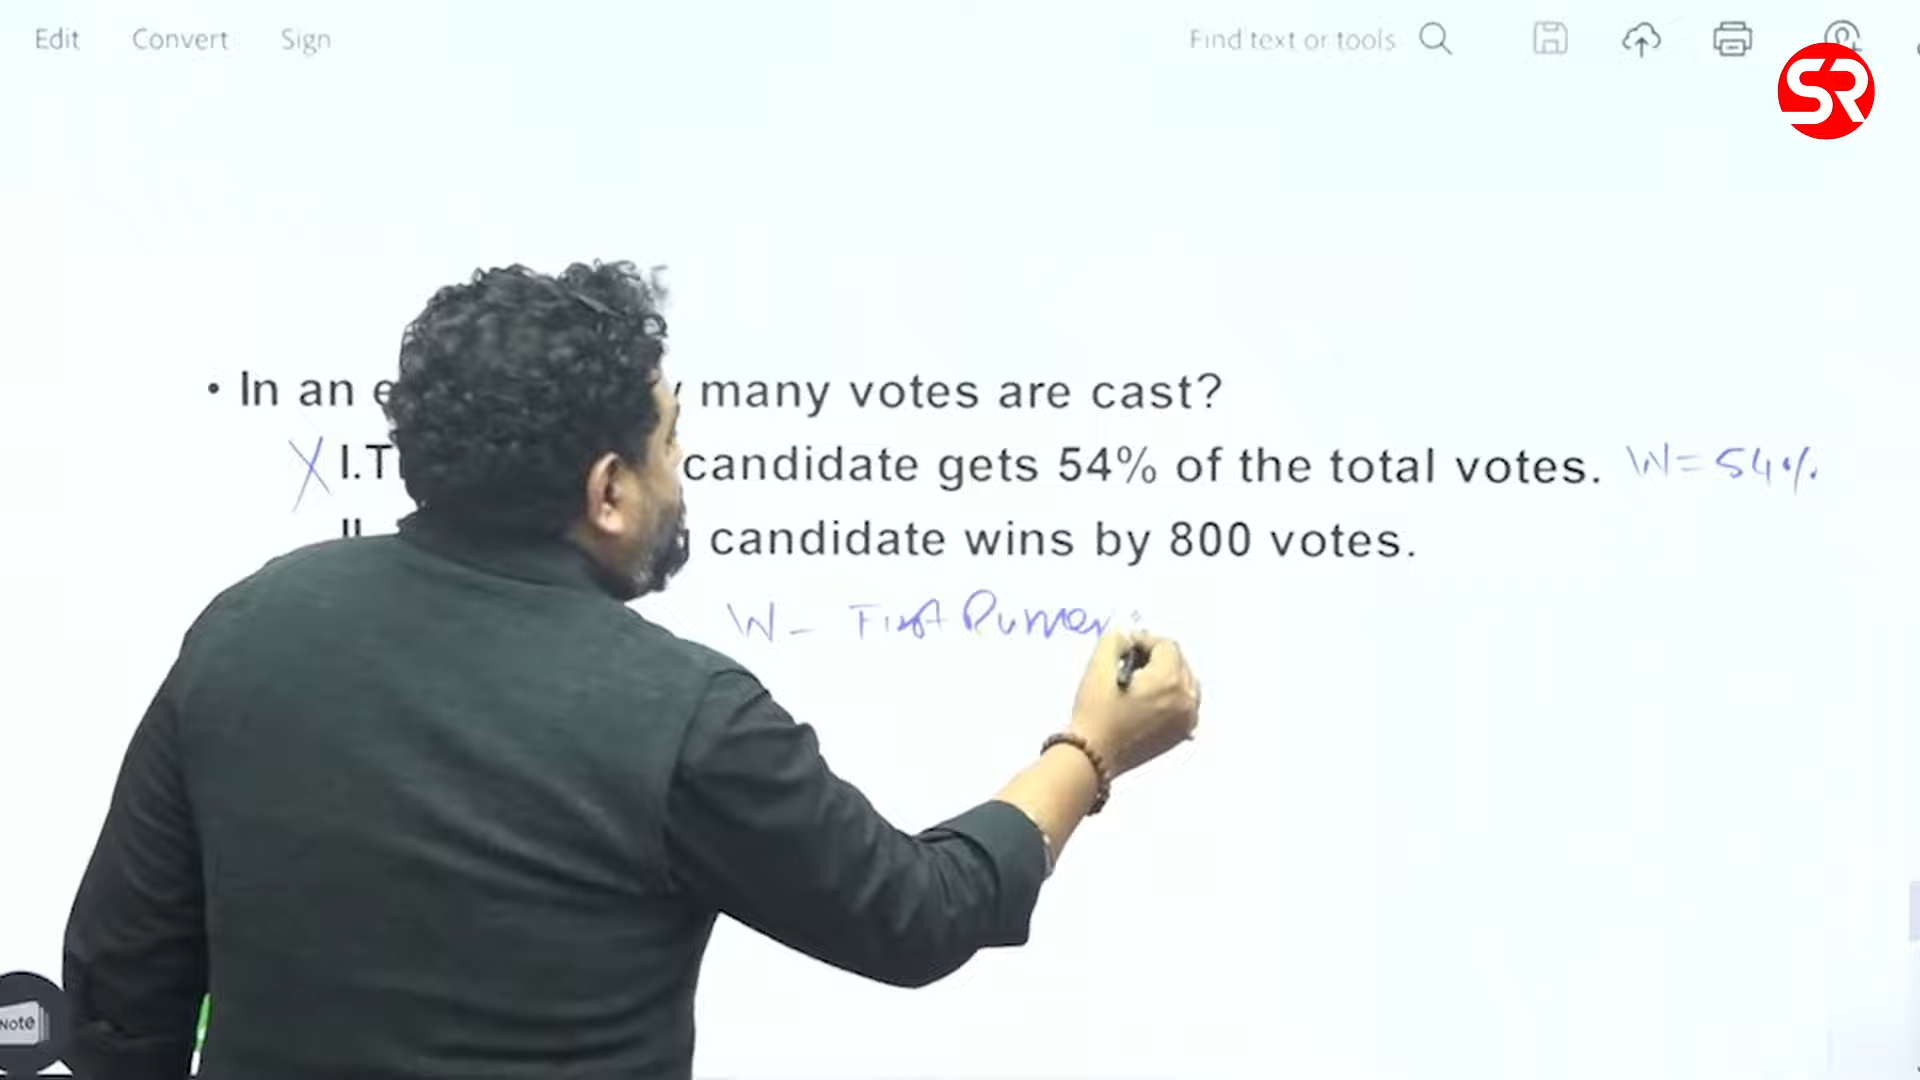 Edit Convert Sign Find text or tools
SR
• In an many votes are cast?
I. candidate gets 54% of the total votes. W = 54%
candidate wins by 800 votes.
W - First Runner
Note